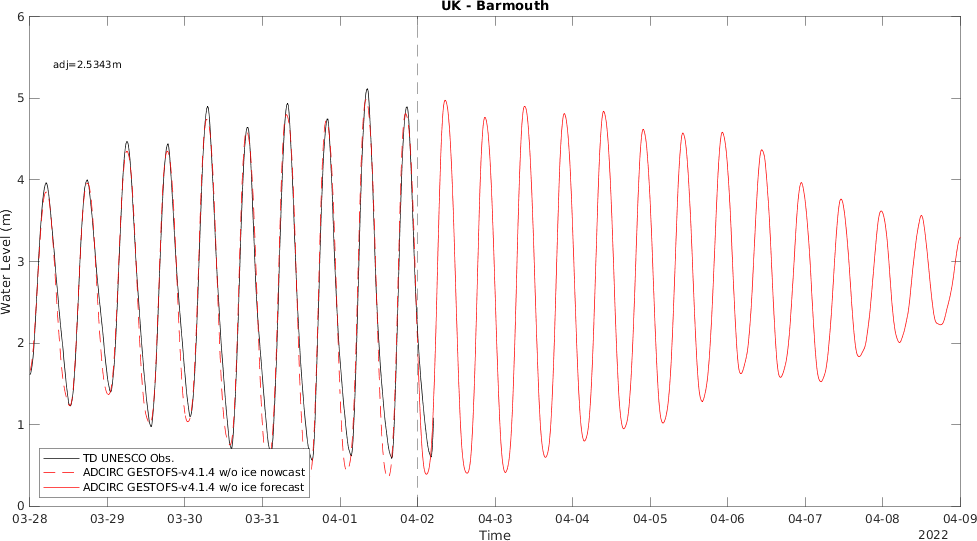 UK - Barmouth
6
adj=2.5343m
5
4
3
2
1
0
Water Level (m)
TD UNESCO Obs.
ADCIRC GESTOFS-v4.1.4 w/o ice nowcast
ADCIRC GESTOFS-v4.1.4 w/o ice forecast
03-28 03-29 03-30 03-31 04-01 04-02 04-03 04-04 04-05 04-06 04-07 04-08 04-09
Time
2022